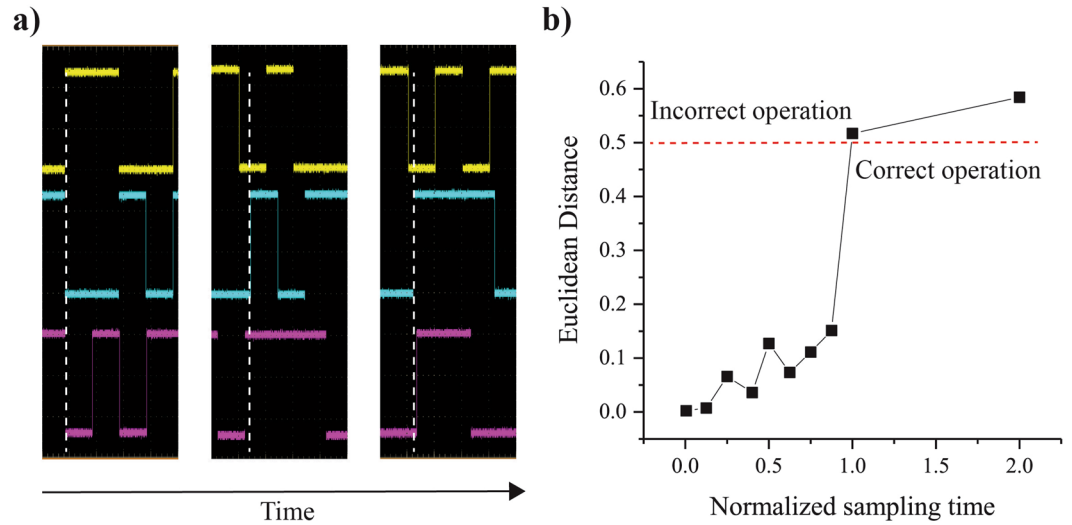 a)
Time
b)
Euclidean Distance
0.6
0.5
0.4
0.3
0.2
0.1
0.0
Incorrect operation
Correct operation
0.0 0.5 1.0 1.5 2.0
Normalized sampling time